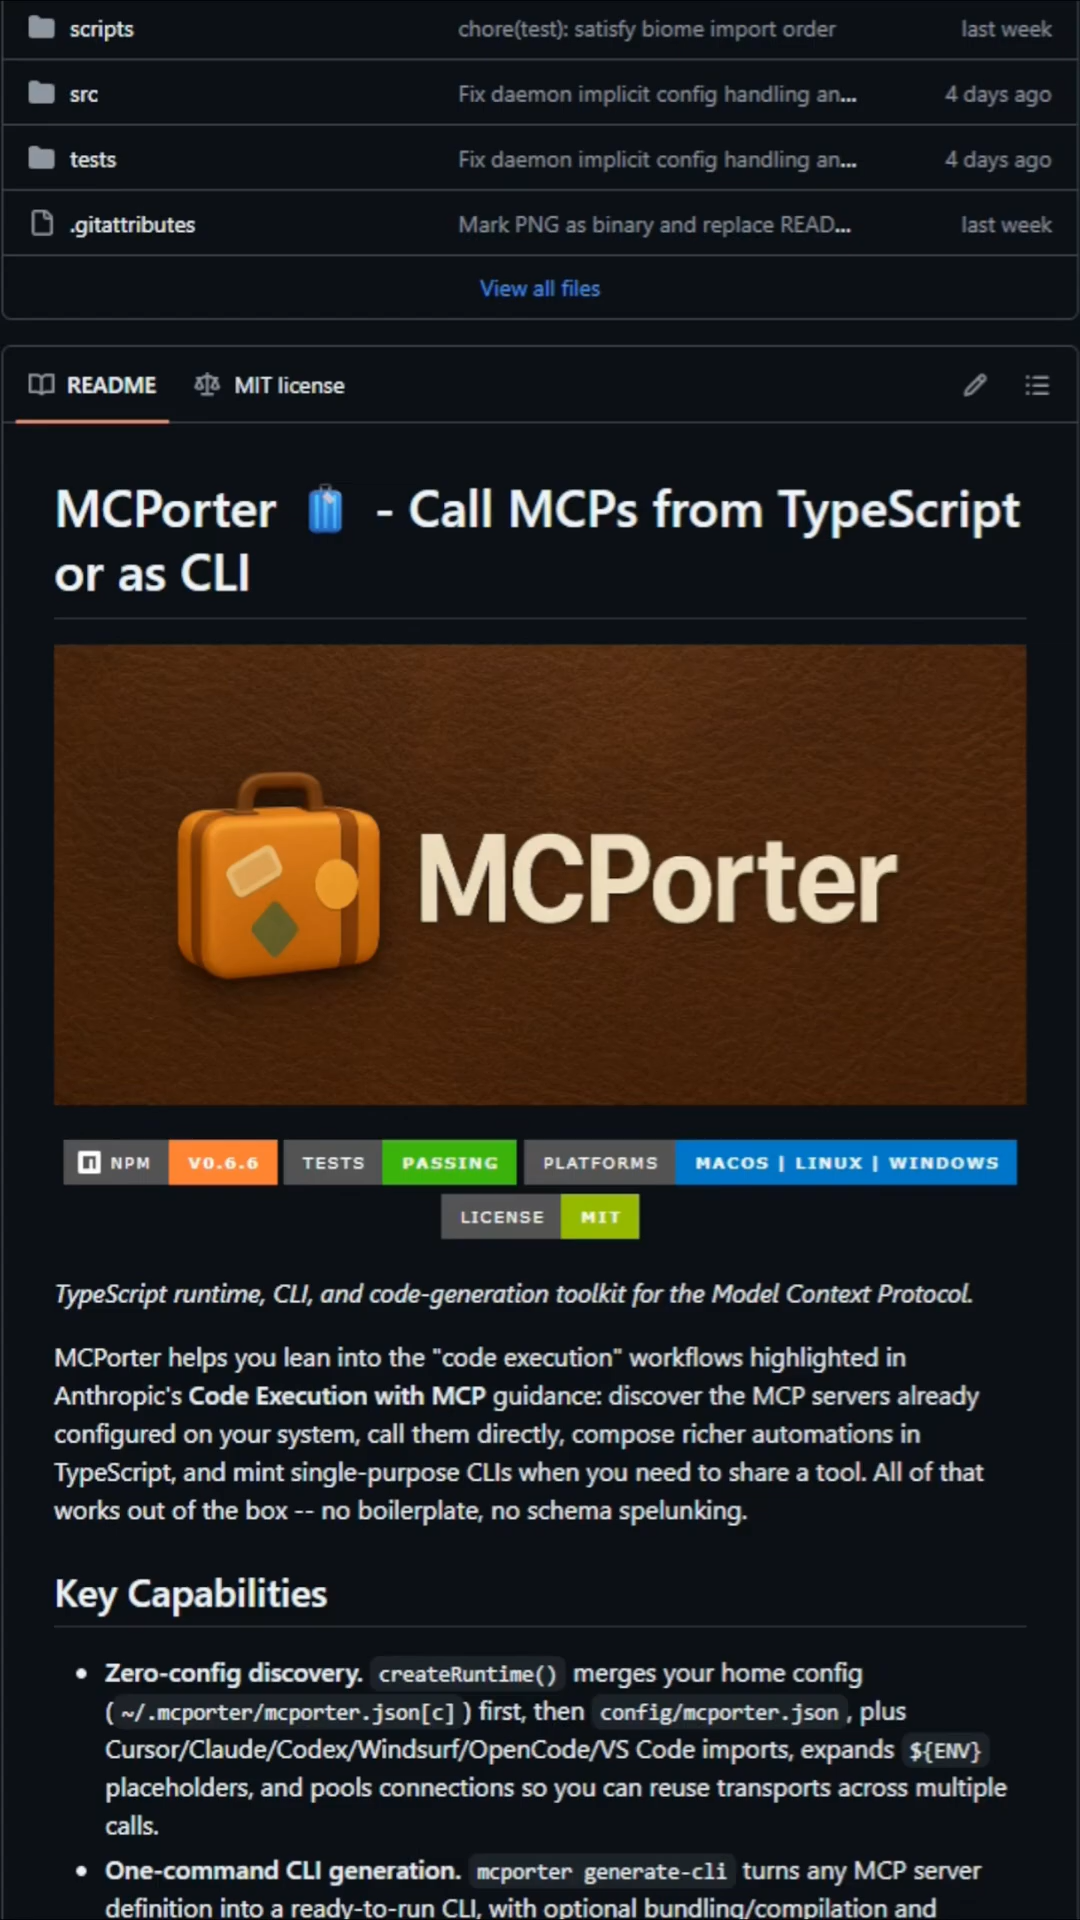 scripts chore(test): satisfy biome import order last week
src Fix daemon implicit config handling an... 4 days ago
tests Fix daemon implicit config handling an... 4 days ago
.gitattributes Mark PNG as binary and replace READ... last week
View all files
README MIT license
MCPorter 🧳 - Call MCPs from TypeScript
or as CLI
MCPorter
NPM V0.6.6 TESTS PASSING PLATFORMS MACOS | LINUX | WINDOWS
LICENSE MIT
TypeScript runtime, CLI, and code-generation toolkit for the Model Context Protocol.
MCPorter helps you lean into the "code execution" workflows highlighted in
Anthropic's Code Execution with MCP guidance: discover the MCP servers already
configured on your system, call them directly, compose richer automations in
TypeScript, and mint single-purpose CLIs when you need to share a tool. All of that
works out of the box -- no boilerplate, no schema spelunking.
Key Capabilities
• Zero-config discovery. createRuntime() merges your home config
(~/.mcporter/mcporter.json[c]) first, then config/mcporter.json, plus
Cursor/Claude/Codex/Windsurf/OpenCode/VS Code imports, expands ${ENV}
placeholders, and pools connections so you can reuse transports across multiple
calls.
• One-command CLI generation. mcporter generate-cli turns any MCP server
definition into a ready-to-run CLI, with optional bundling/compilation and